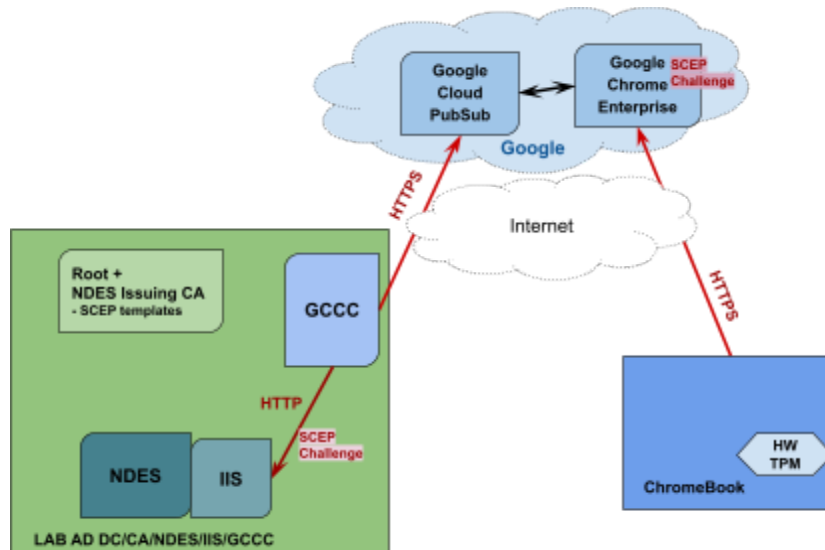 Google
Cloud
PubSub
Google
Chrome
Enterprise
SCEP
Challenge
Google
HTTPS
Internet
HTTPS
Root +
NDES Issuing CA
- SCEP templates
GCCC
HTTP
SCEP
Challenge
NDES
IIS
HW
TPM
ChromeBook
LAB AD DC/CA/NDES/IIS/GCCC